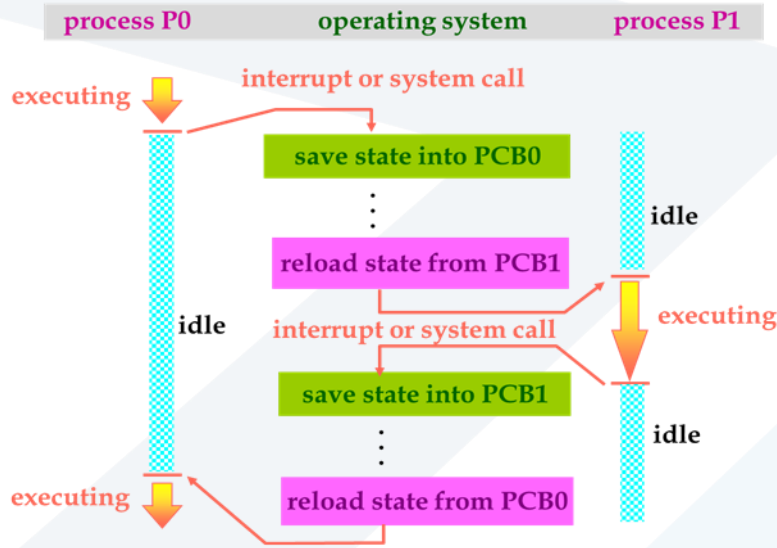 process P0 operating system process P1
interrupt or system call
executing
save state into PCB0
idle
reload state from PCB1
executing
idle
interrupt or system call
save state into PCB1
idle
executing
reload state from PCB0